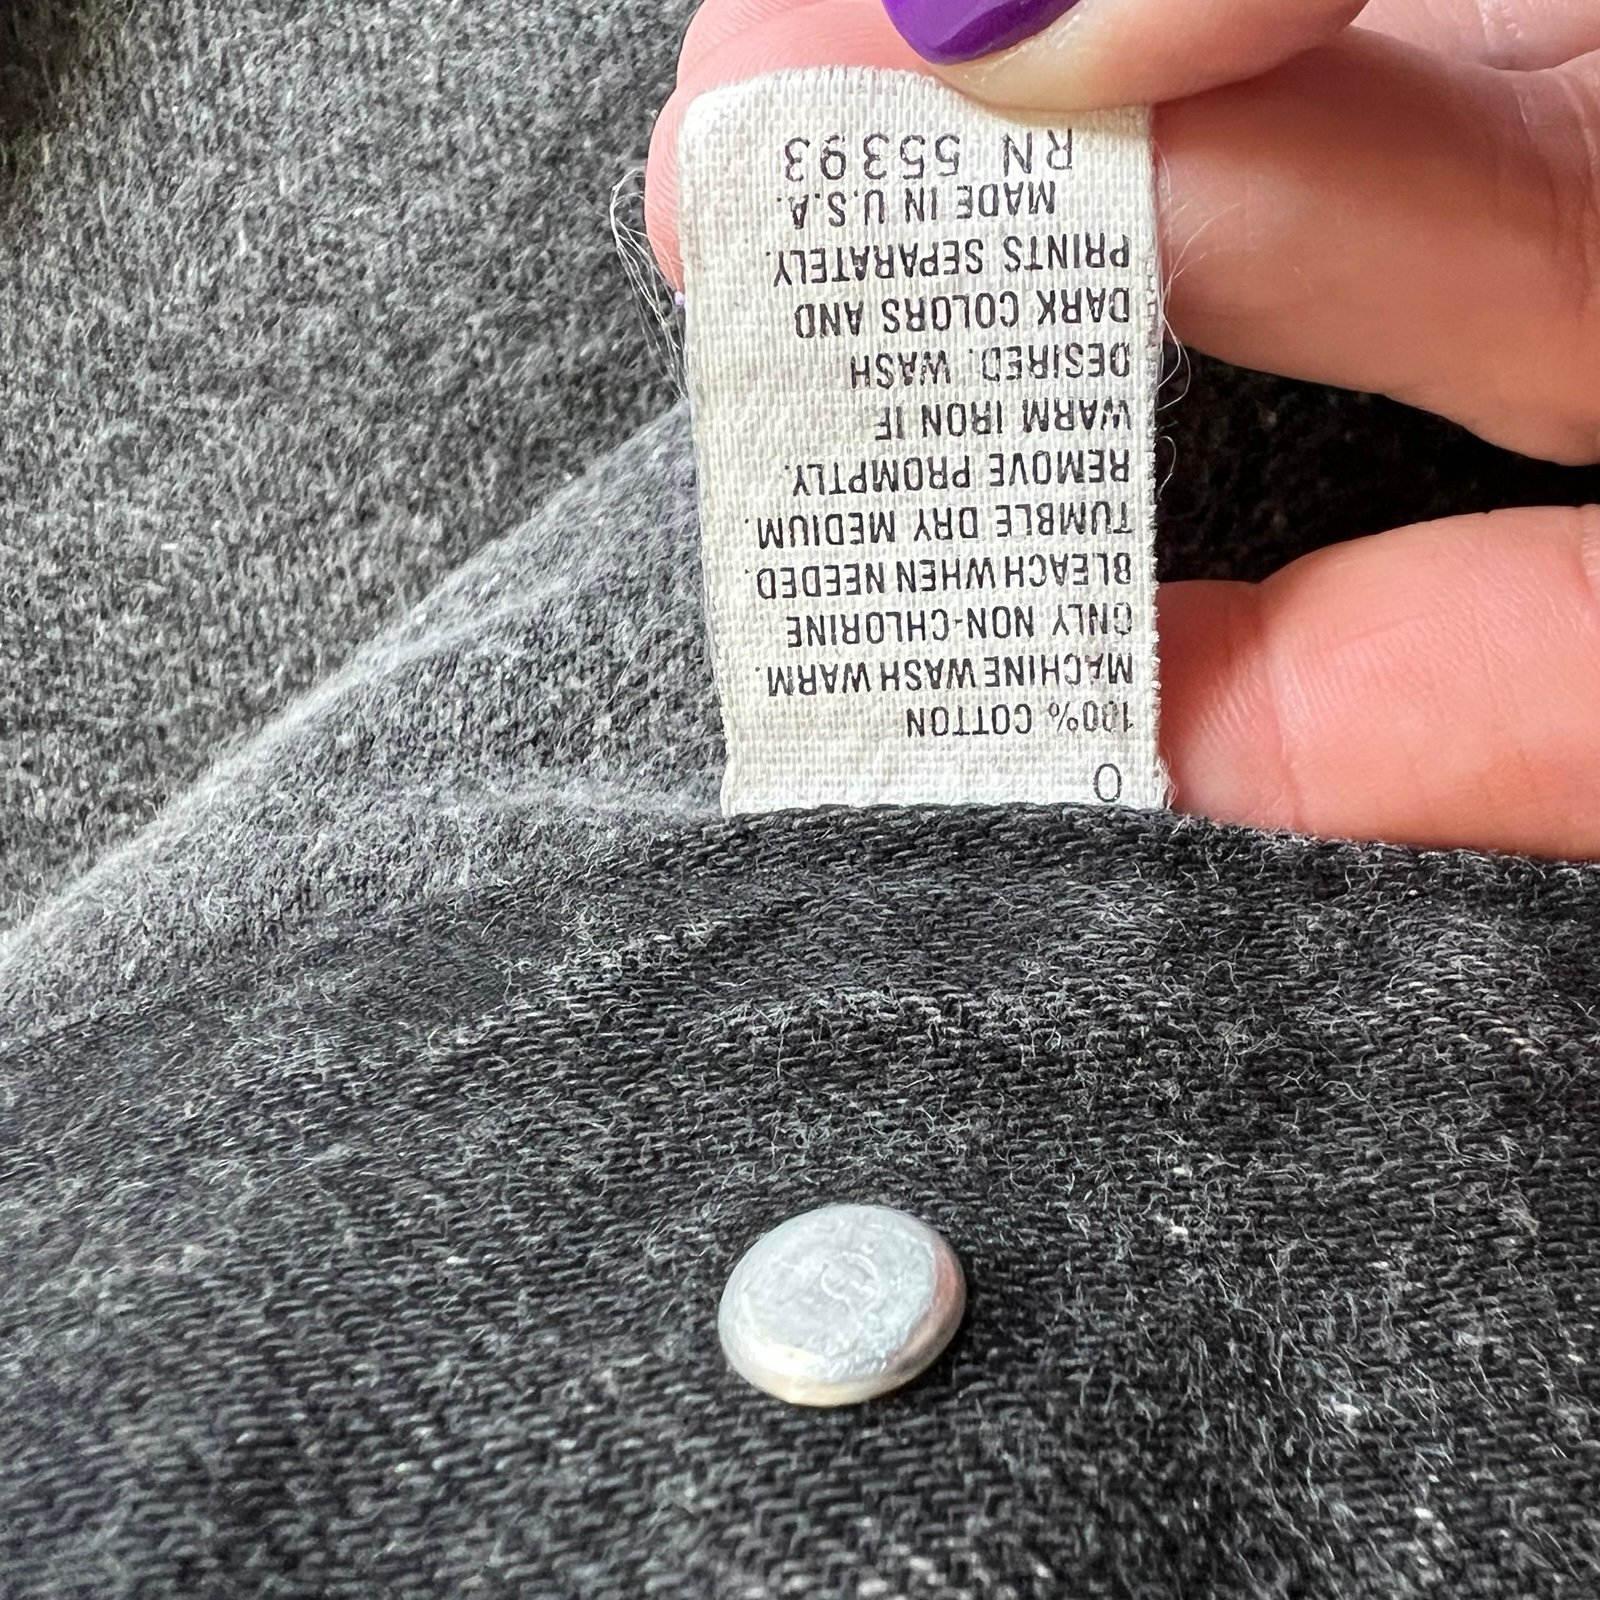 0
100% COTTON
MACHINE WASH WARM.
ONLY NON-CHLORINE
BLEACH WHEN NEEDED.
TUMBLE DRY MEDIUM.
REMOVE PROMPTLY.
WARM IRON IF
DESIRED. WASH
DARK COLORS AND
PRINTS SEPARATELY.
MADE IN U.S.A.
RN 55393